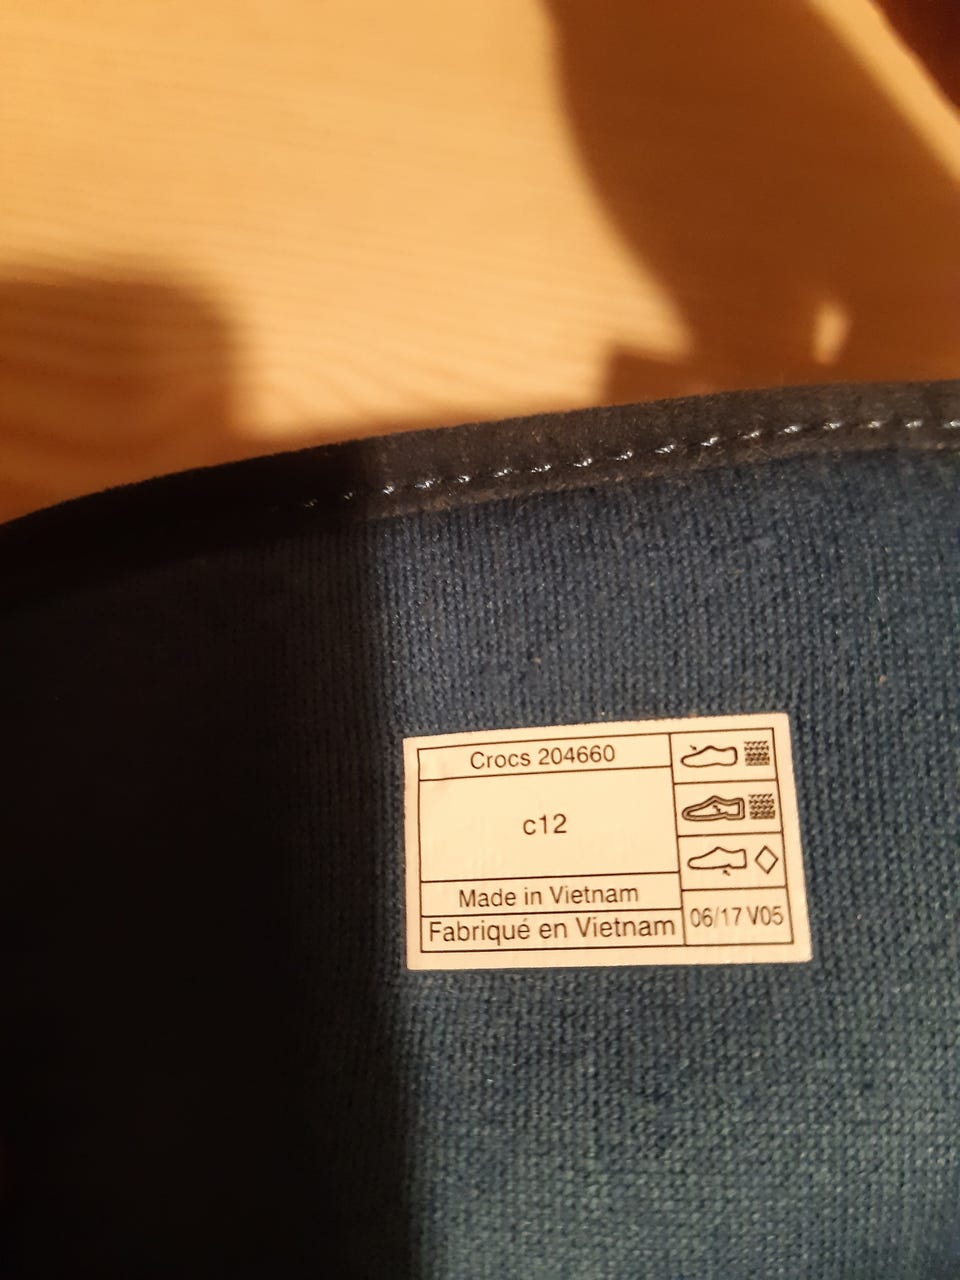 Crocs 204660
c12
Made in Vietnam
Fabriqué en Vietnam
06/17 V05